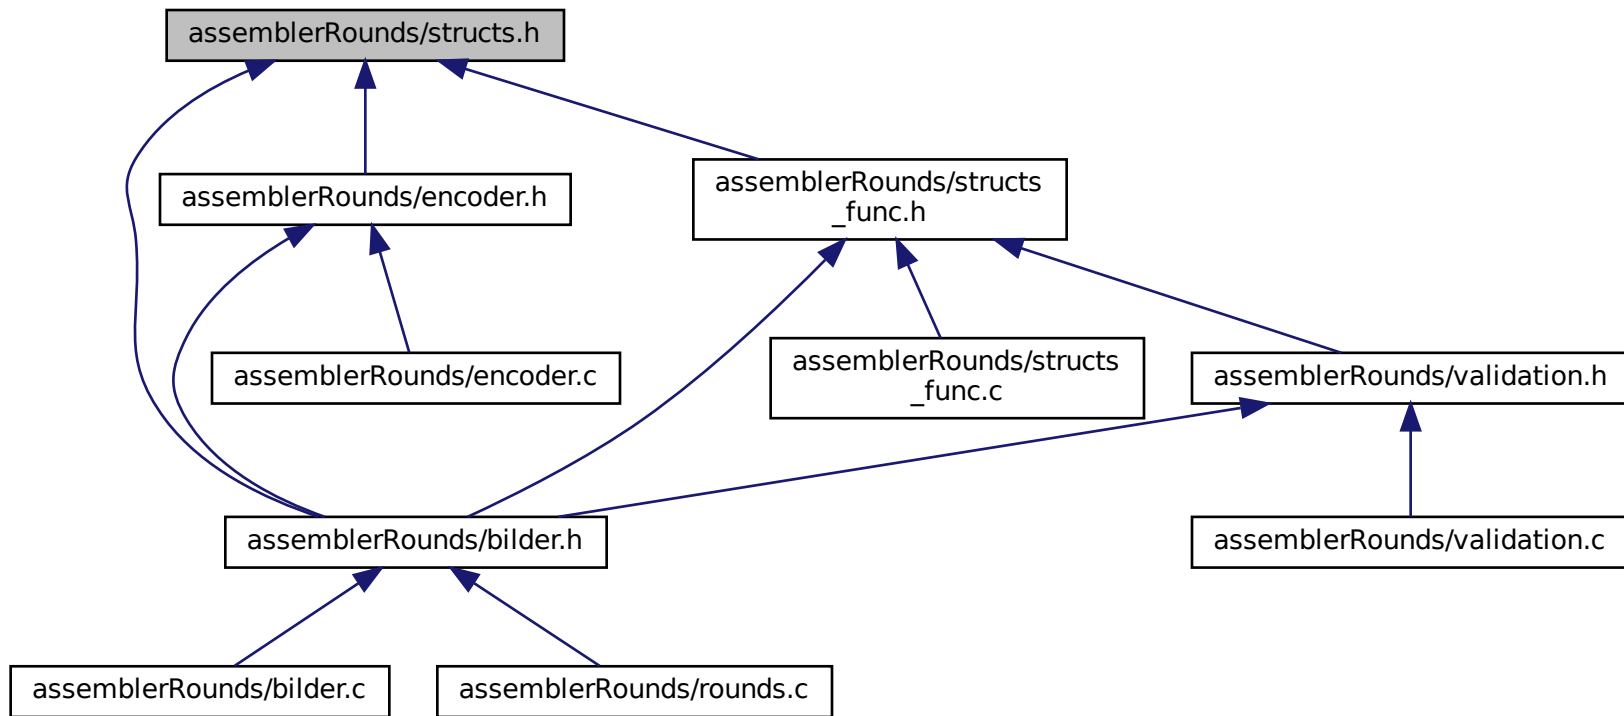 assemblerRounds/structs.h
assemblerRounds/encoder.h
assemblerRounds/structs
_func.h
assemblerRounds/encoder.c
assemblerRounds/structs
_func.c
assemblerRounds/validation.h
assemblerRounds/bilder.h
assemblerRounds/validation.c
assemblerRounds/bilder.c
assemblerRounds/rounds.c